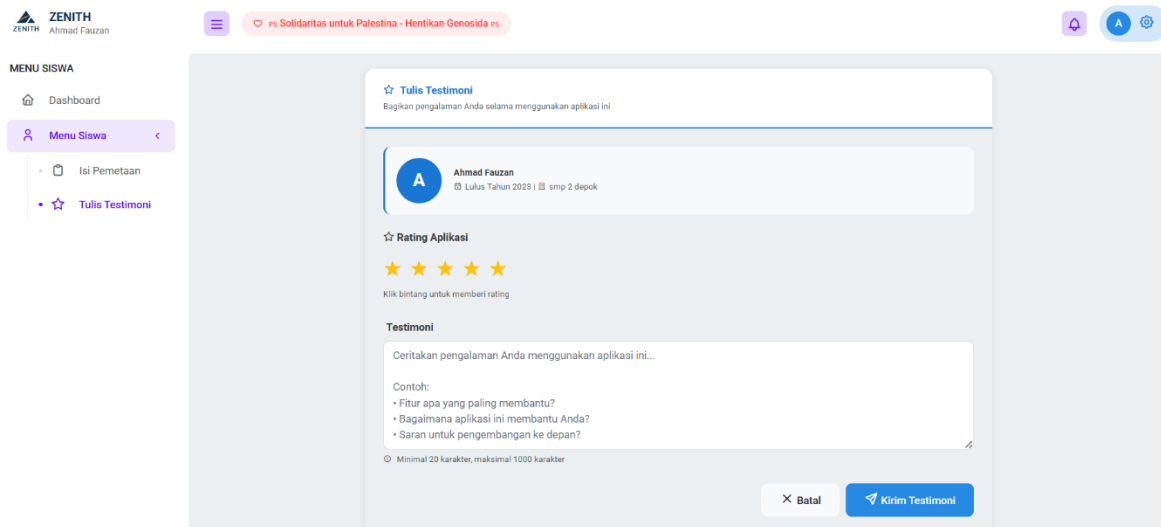 ZENITH
ZENITH
Ahmad Fauzan
PS Solidaritas untuk Palestina - Hentikan Genosida PS
A
MENU SISWA
Dashboard
Menu Siswa
Isi Pemetaan
Tulis Testimoni
Tulis Testimoni
Bagikan pengalaman Anda selama menggunakan aplikasi ini
A
Ahmad Fauzan
Lulus Tahun 2023 | smp 2 depok
Rating Aplikasi
Klik bintang untuk memberi rating
Testimoni
Ceritakan pengalaman Anda menggunakan aplikasi ini...
Contoh:
• Fitur apa yang paling membantu?
• Bagaimana aplikasi ini membantu Anda?
• Saran untuk pengembangan ke depan?
Minimal 20 karakter, maksimal 1000 karakter
Batal
Kirim Testimoni